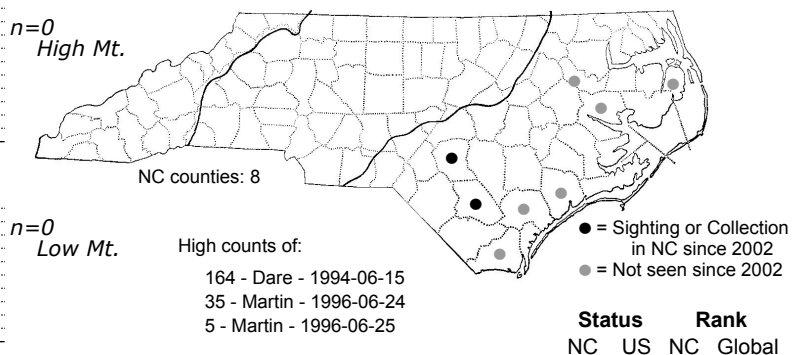 n=0
High Mt.
NC counties: 8
n=0
Low Mt.
High counts of:
164 - Dare - 1994-06-15
35 - Martin - 1996-06-24
5 - Martin - 1996-06-25
= Sighting or Collection
in NC since 2002
= Not seen since 2002
Status Rank
NC US NC Global